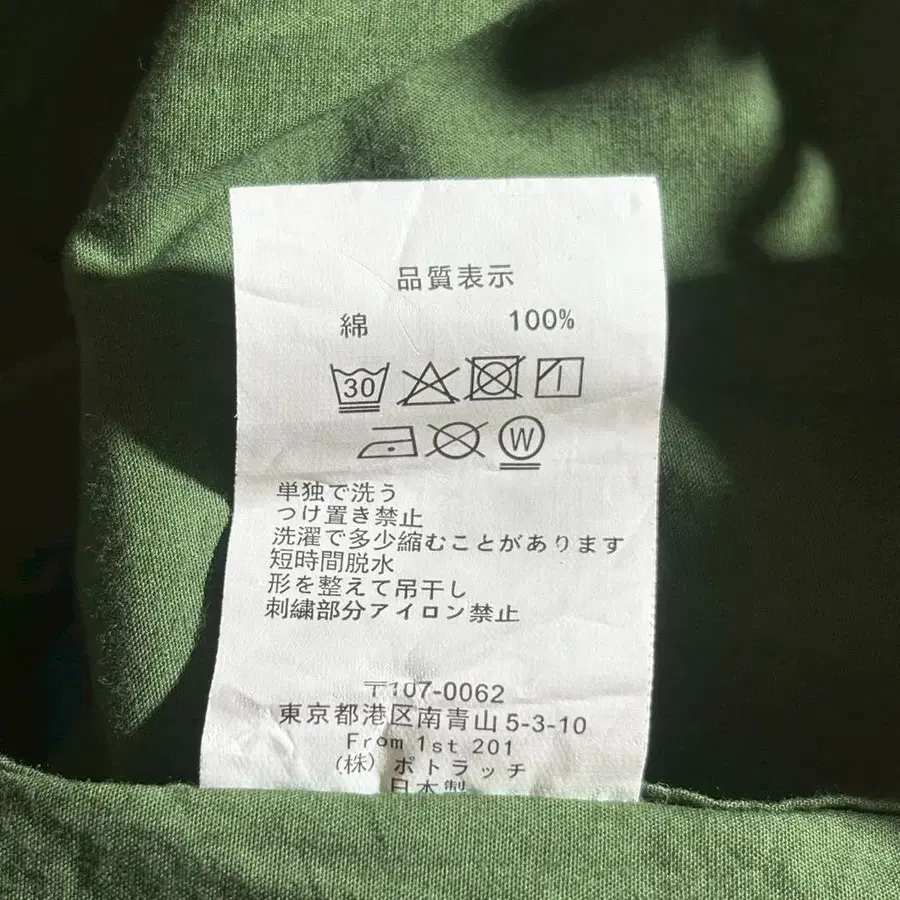 品質表示
綿 100%
30
W
単独で洗う
つけ置き禁止
洗濯で多少縮むことがあります
短時間脱水
形を整えて吊干し
刺繍部分アイロン禁止
〒107-0062
東京都港区南青山5-3-10
From 1st 201
(株) ポトラッチ
日本製